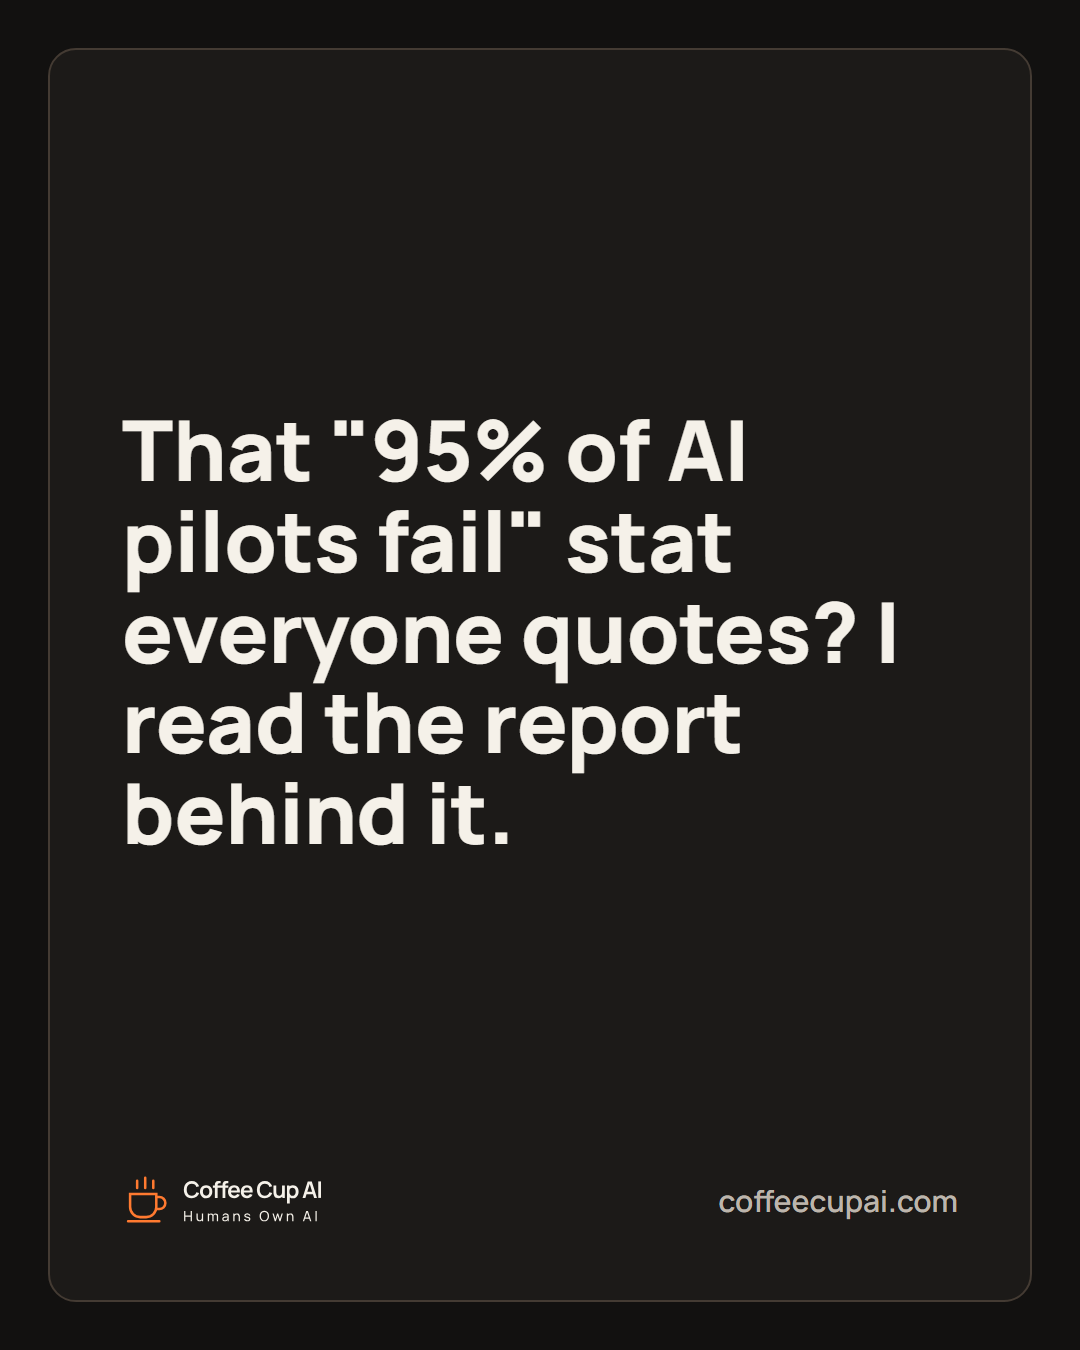 That "95% of AI
pilots fail" stat
everyone quotes? I
read the report
behind it.
Coffee Cup AI
Humans Own AI
coffeecupai.com